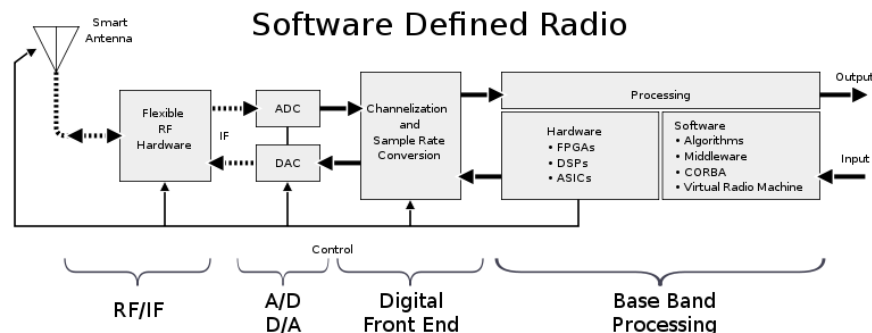 Software Defined Radio
Smart
Antenna
Flexible
RF
Hardware
IF
ADC
DAC
Channelization
and
Sample Rate
Conversion
Processing
Hardware
• FPGAs
• DSPs
• ASICs
Software
• Algorithms
• Middleware
• CORBA
• Virtual Radio Machine
Output
Input
Control
RF/IF
A/D
D/A
Digital
Front End
Base Band
Processing